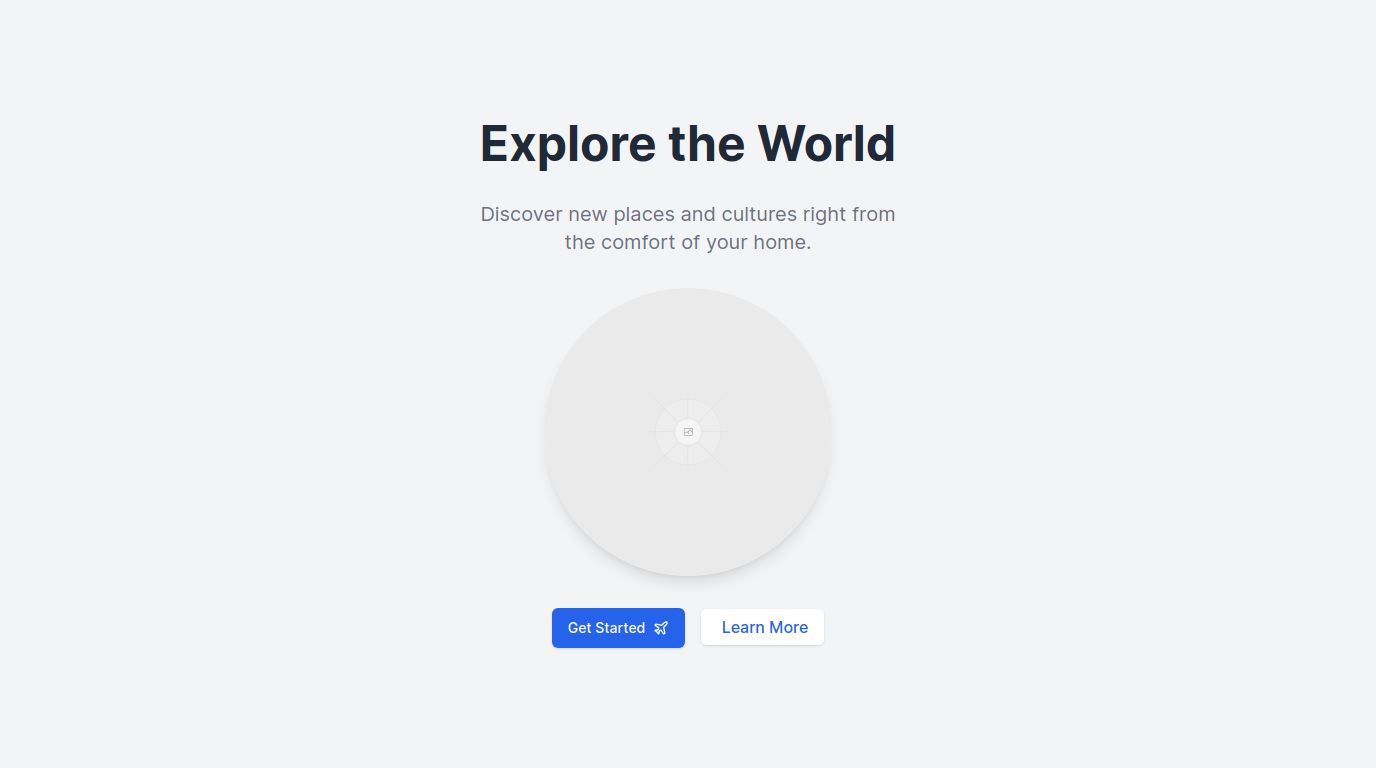 Explore the World
Discover new places and cultures right from
the comfort of your home.
Get Started
Learn More